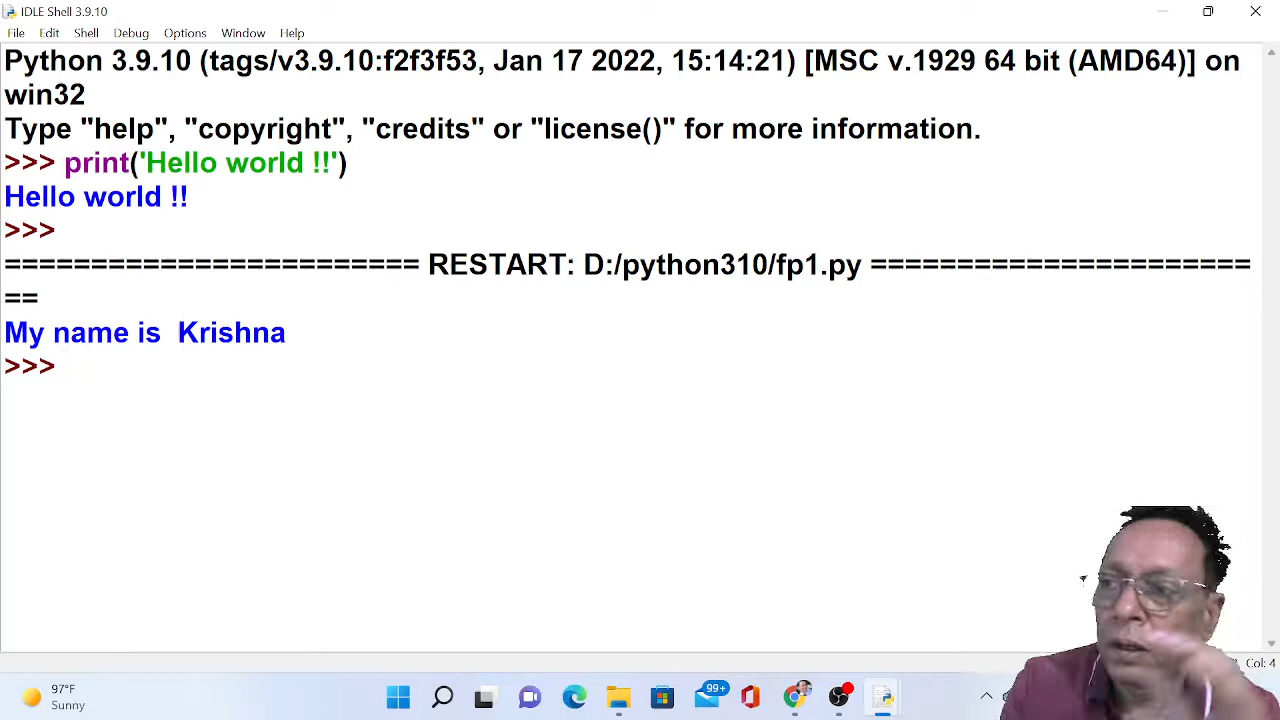 IDLE Shell 3.9.10
File Edit Shell Debug Options Window Help
Python 3.9.10 (tags/v3.9.10:f2f3f53, Jan 17 2022, 15:14:21) [MSC v.1929 64 bit (AMD64)] on
win32
Type "help", "copyright", "credits" or "license()" for more information.
>>> print('Hello world !!')
Hello world !!
>>>
======================== RESTART: D:/python310/fp1.py ======================
==
My name is  Krishna
>>>
Col: 4
97°F
Sunny
99+